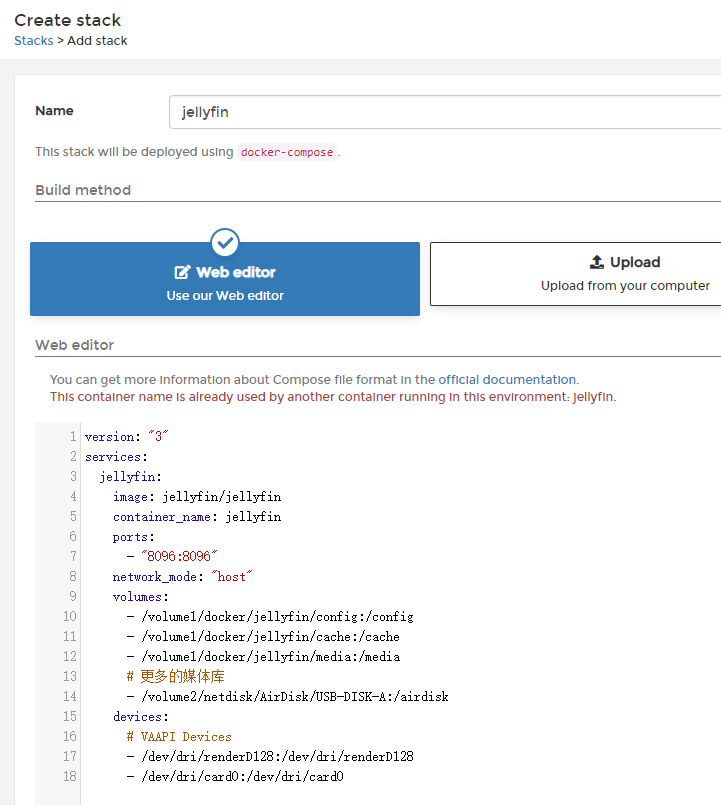 Create stack
Stacks > Add stack
Name
jellyfin
This stack will be deployed using docker-compose .
Build method
Web editor
Use our Web editor
Upload
Upload from your computer
Web editor
You can get more information about Compose file format in the official documentation.
This container name is already used by another container running in this environment: jellyfin.
1 version: "3"
2 services:
3   jellyfin:
4     image: jellyfin/jellyfin
5     container_name: jellyfin
6     ports:
7       - "8096:8096"
8     network_mode: "host"
9     volumes:
10       - /volume1/docker/jellyfin/config:/config
11       - /volume1/docker/jellyfin/cache:/cache
12       - /volume1/docker/jellyfin/media:/media
13       # 更多的媒体库
14       - /volume2/netdisk/AirDisk/USB-DISK-A:/airdisk
15     devices:
16       # VAAPI Devices
17       - /dev/dri/renderD128:/dev/dri/renderD128
18       - /dev/dri/card0:/dev/dri/card0